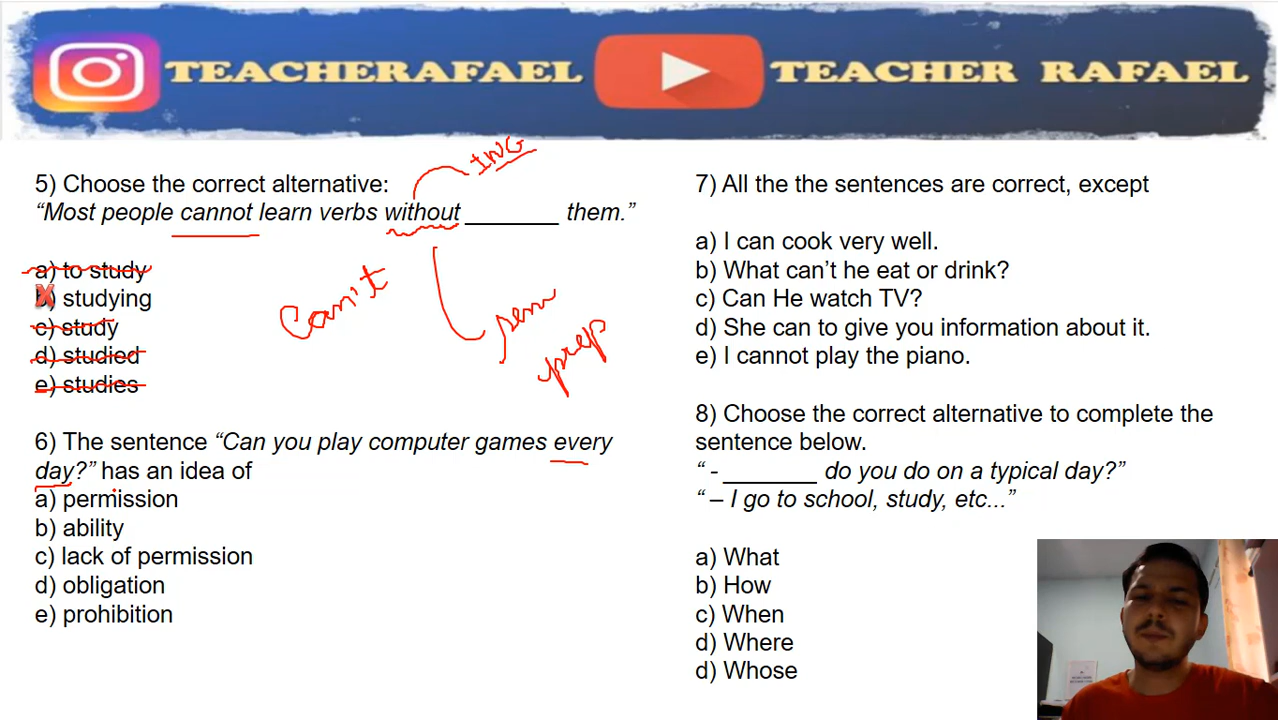 TEACHERAFAEL
TEACHER RAFAEL
ING
5) Choose the correct alternative:
“Most people cannot learn verbs without _______ them.”
a) to study
b) studying
c) study
d) studied
e) studies
Can't
sem
prep
6) The sentence “Can you play computer games every
day?” has an idea of
a) permission
b) ability
c) lack of permission
d) obligation
e) prohibition
7) All the the sentences are correct, except
a) I can cook very well.
b) What can’t he eat or drink?
c) Can He watch TV?
d) She can to give you information about it.
e) I cannot play the piano.
8) Choose the correct alternative to complete the
sentence below.
“ - _______ do you do on a typical day?”
“ – I go to school, study, etc...”
a) What
b) How
c) When
d) Where
d) Whose